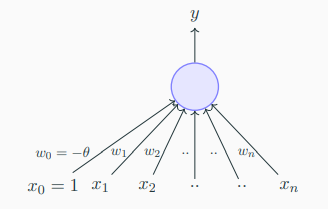 y
w₀ = −θ w₁ w₂ .. .. wₙ
x₀ = 1 x₁ x₂ .. .. xₙ